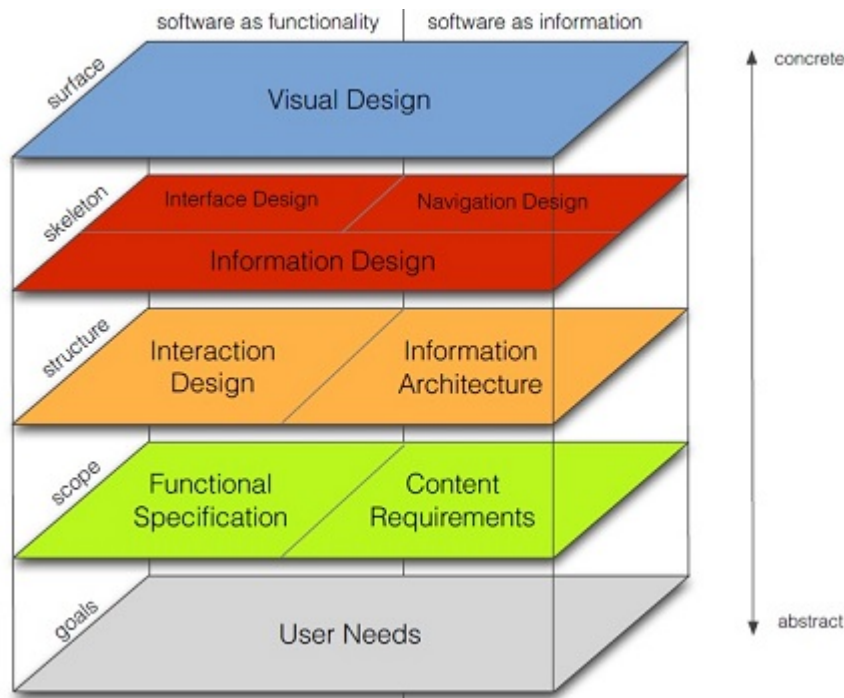 software as functionality
software as information
concrete
surface
Visual Design
skeleton
Interface Design
Navigation Design
Information Design
structure
Interaction
Design
Information
Architecture
scope
Functional
Specification
Content
Requirements
goals
User Needs
abstract